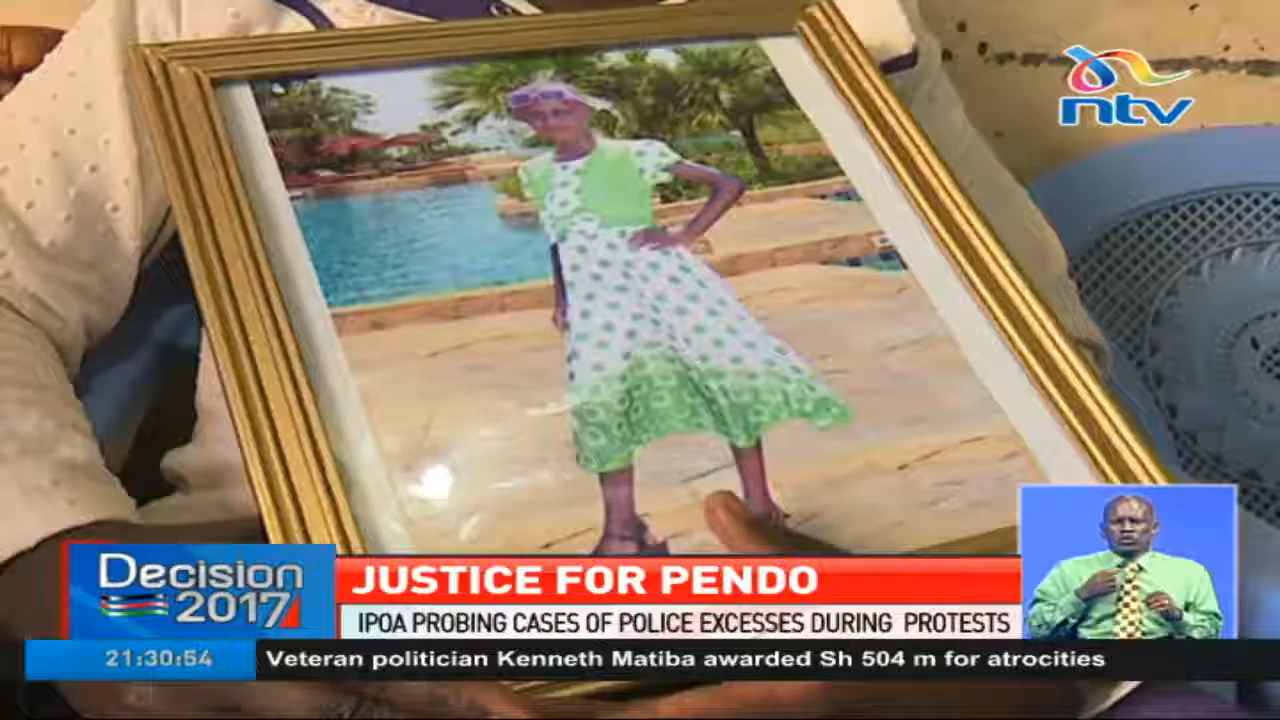 ntv
Decision
2017
JUSTICE FOR PENDO
IPOA PROBING CASES OF POLICE EXCESSES DURING PROTESTS
21:30:54
Veteran politician Kenneth Matiba awarded Sh 504 m for atrocities